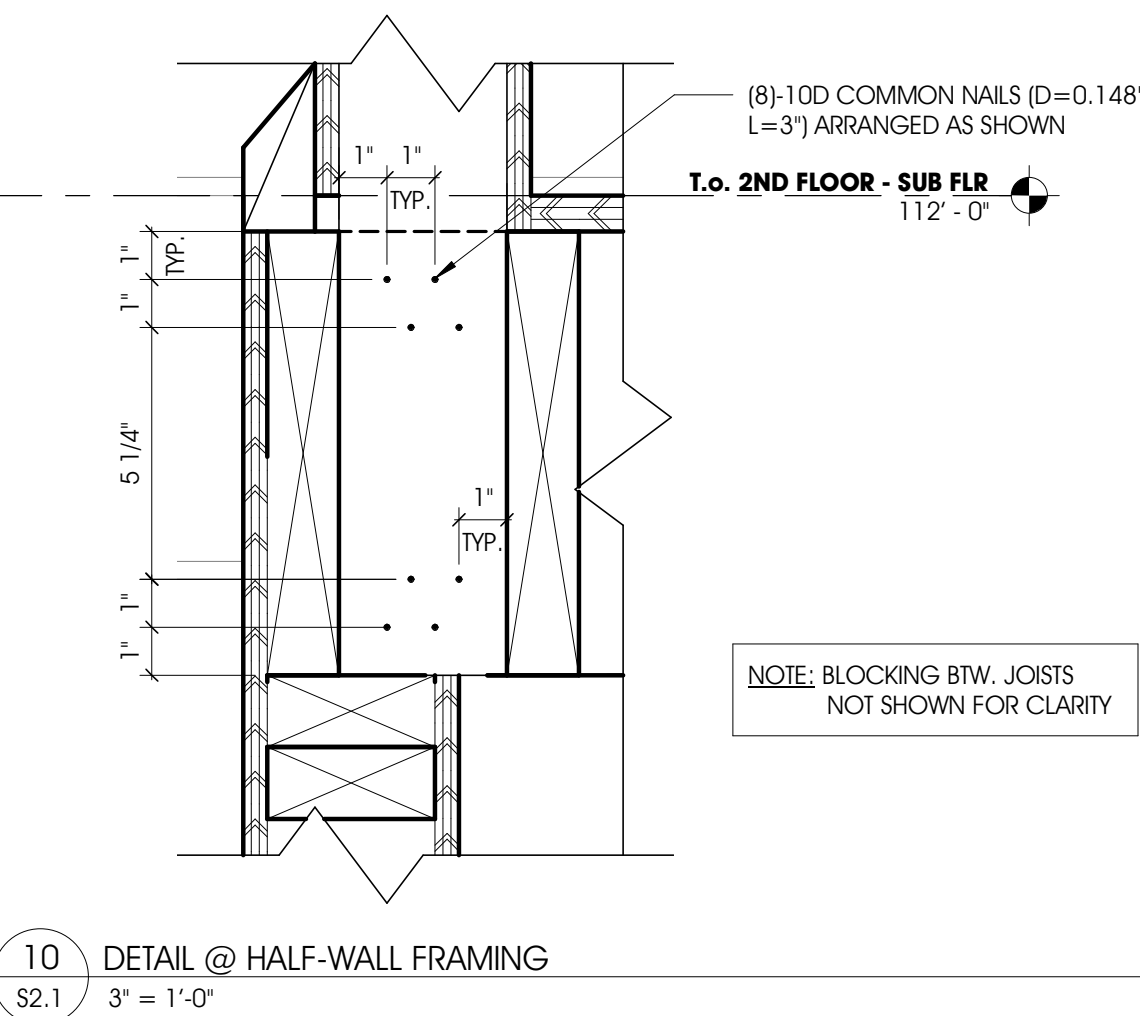 (8)-10D COMMON NAILS (D=0.148"
L=3") ARRANGED AS SHOWN
1" 1"
TYP.
T.o. 2ND FLOOR - SUB FLR
112' - 0"
1"
TYP.
1"
5 1/4"
1"
TYP.
1"
1"
NOTE: BLOCKING BTW. JOISTS
NOT SHOWN FOR CLARITY
10 DETAIL @ HALF-WALL FRAMING
S2.1 3" = 1'-0"